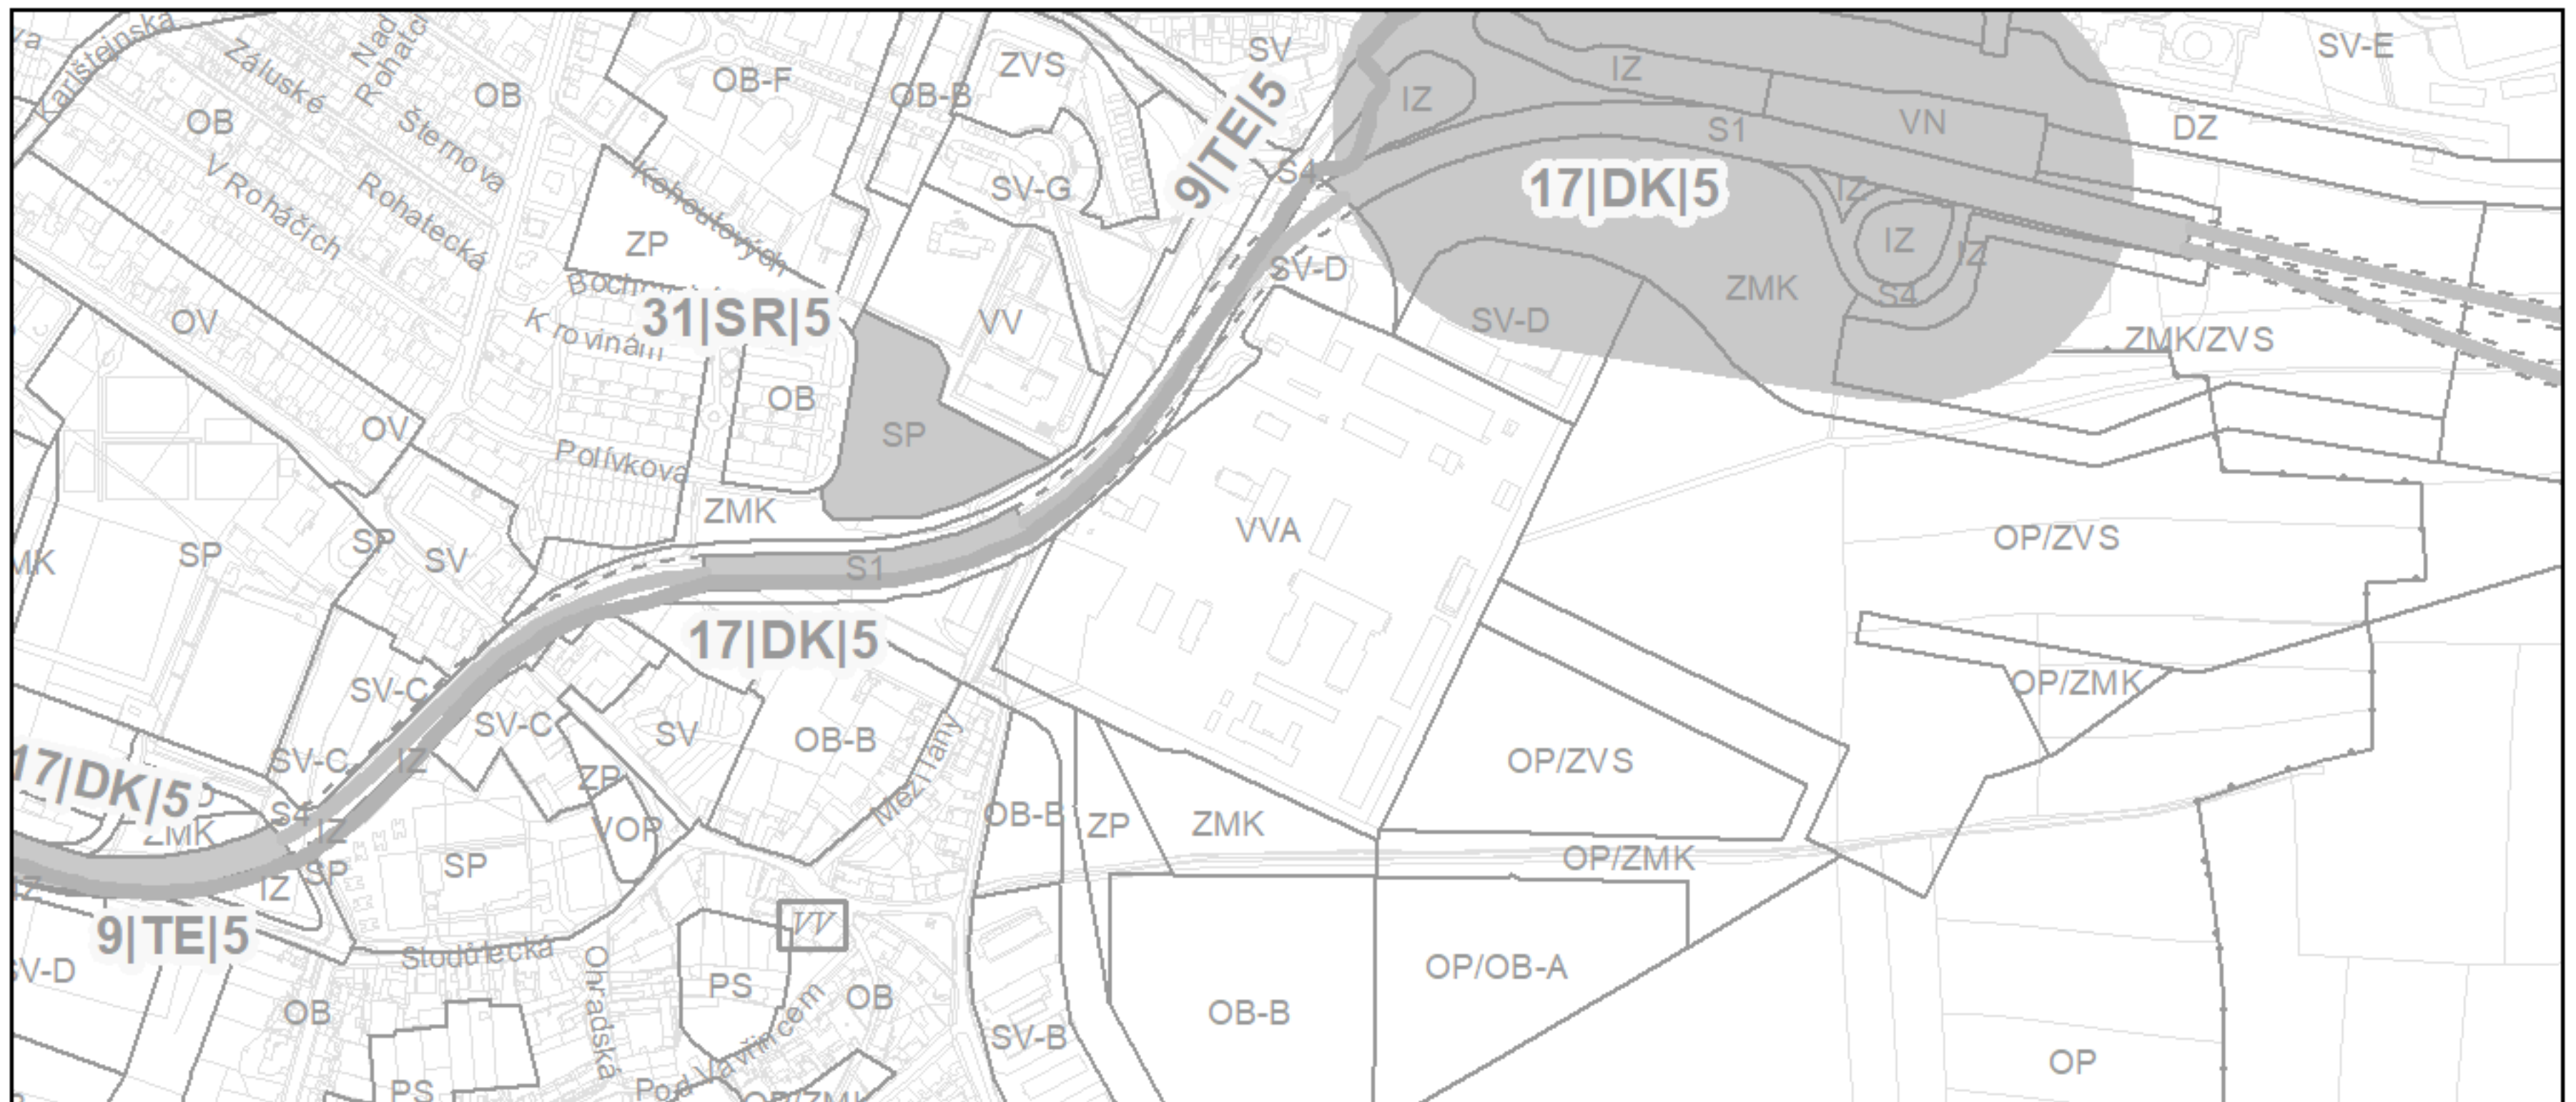 Karlštejnská
Záluské
Nad
Rohatci
OB
OB-F
OB-B
ZVS
SV
IZ
IZ
S1
VN
DZ
SV-E
OB
Šternova
V Roháčích
Rohatecká
Kohoutových
ZP
SV-G
9|TE|5
S4
17|DK|5
IZ
IZ
IZ
S4
ZMK
SV-D
SV-D
ZMK/ZVS
31|SR|5
K rovinám
VV
OV
OB
OV
SP
Polívkova
ZMK
SP
SP
SV
S1
VVA
OP/ZVS
17|DK|5
SV-C
SV-C
SV
OB-B
Mezi lány
OP/ZMK
SV-C
IZ
ZP
OP/ZVS
17|DK|5
S4
IZ
ZMK
VOP
OB-B
ZP
ZMK
SP
SP
IZ
IZ
OP/ZMK
9|TE|5
Stodůlecká
VV
PS
OB
OP/OB-A
OB
Ohradská
OB-B
SV-B
Pod Vavřincem
PS
OP